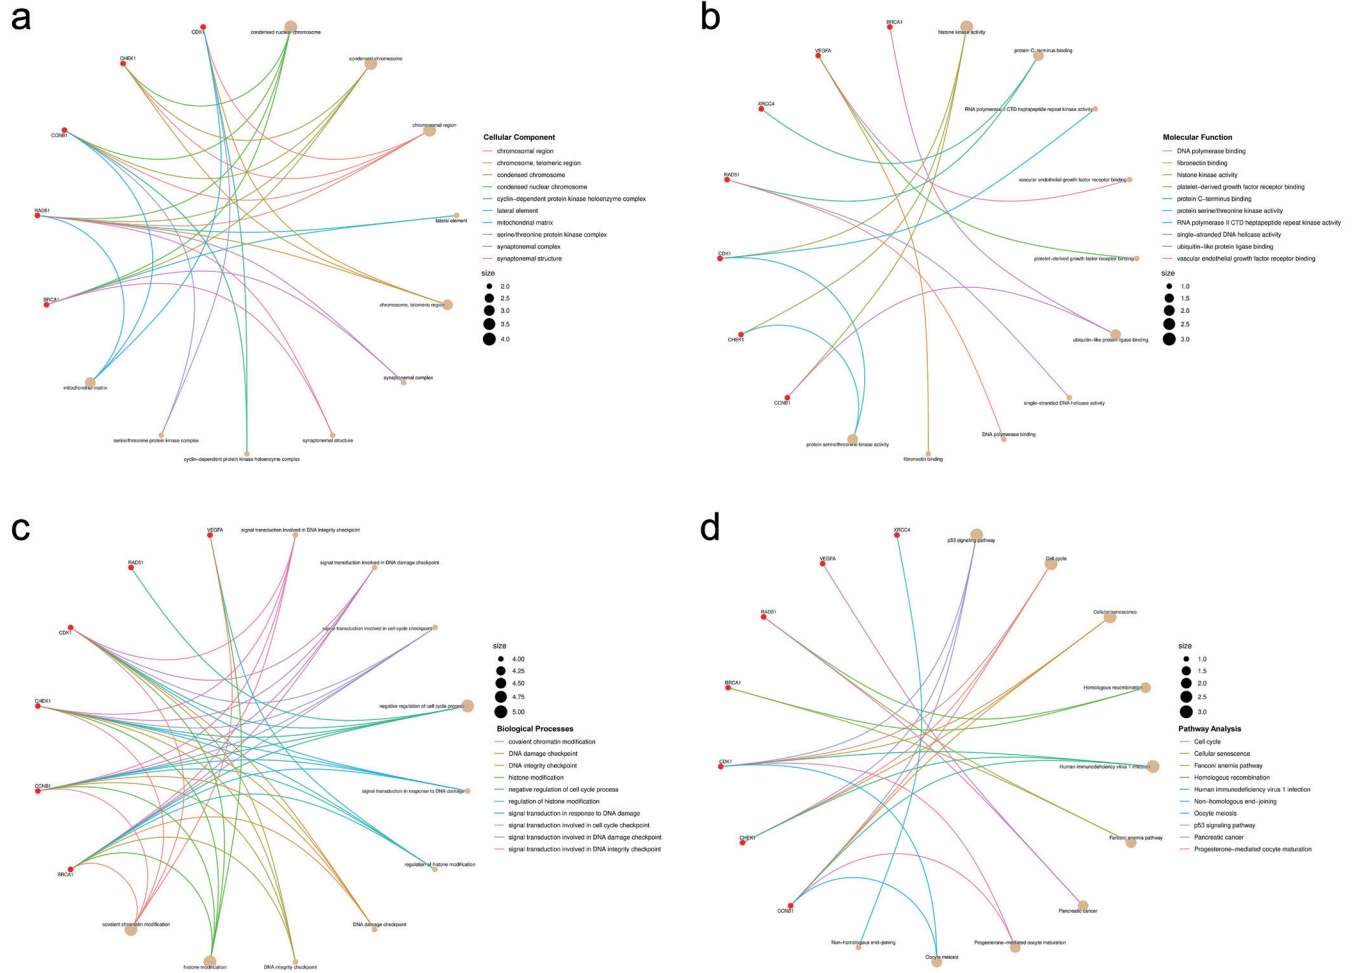 a
CDK1
condensed nuclear chromosome
CHEK1
condensed chromosome
CCNB1
chromosomal region
RAD51
lateral element
BRCA1
chromosome, telomeric region
mitochondrial matrix
synaptonemal complex
serine/threonine protein kinase complex
synaptonemal structure
cyclin-dependent protein kinase holoenzyme complex
Cellular Component
chromosomal region
chromosome, telomeric region
condensed chromosome
condensed nuclear chromosome
cyclin-dependent protein kinase holoenzyme complex
lateral element
mitochondrial matrix
serine/threonine protein kinase complex
synaptonemal complex
synaptonemal structure
size
2.0
2.5
3.0
3.5
4.0
b
BRCA1
histone kinase activity
VEGFA
protein C-terminus binding
XRCC4
RNA polymerase II CTD heptapeptide repeat kinase activity
RAD51
vascular endothelial growth factor receptor binding
CDK1
platelet-derived growth factor receptor binding
CHEK1
ubiquitin-like protein ligase binding
CCNB1
single-stranded DNA helicase activity
protein serine/threonine kinase activity
DNA polymerase binding
fibronectin binding
Molecular Function
DNA polymerase binding
fibronectin binding
histone kinase activity
platelet-derived growth factor receptor binding
protein C-terminus binding
protein serine/threonine kinase activity
RNA polymerase II CTD heptapeptide repeat kinase activity
single-stranded DNA helicase activity
ubiquitin-like protein ligase binding
vascular endothelial growth factor receptor binding
size
1.0
1.5
2.0
2.5
3.0
c
VEGFA
signal transduction involved in DNA integrity checkpoint
RAD51
signal transduction involved in DNA damage checkpoint
CDK1
signal transduction involved in cell cycle checkpoint
CHEK1
negative regulation of cell cycle process
CCNB1
signal transduction in response to DNA damage
BRCA1
regulation of histone modification
covalent chromatin modification
DNA damage checkpoint
histone modification
DNA integrity checkpoint
size
4.00
4.25
4.50
4.75
5.00
Biological Processes
covalent chromatin modification
DNA damage checkpoint
DNA integrity checkpoint
histone modification
negative regulation of cell cycle process
regulation of histone modification
signal transduction in response to DNA damage
signal transduction involved in cell cycle checkpoint
signal transduction involved in DNA damage checkpoint
signal transduction involved in DNA integrity checkpoint
d
XRCC4
p53 signaling pathway
VEGFA
Cell cycle
RAD51
Cellular senescence
BRCA1
Homologous recombination
CDK1
Human immunodeficiency virus 1 infection
CHEK1
Fanconi anemia pathway
CCNB1
Pancreatic cancer
Non-homologous end-joining
Progesterone-mediated oocyte maturation
Oocyte meiosis
size
1.0
1.5
2.0
2.5
3.0
Pathway Analysis
Cell cycle
Cellular senescence
Fanconi anemia pathway
Homologous recombination
Human immunodeficiency virus 1 infection
Non-homologous end-joining
Oocyte meiosis
p53 signaling pathway
Pancreatic cancer
Progesterone-mediated oocyte maturation